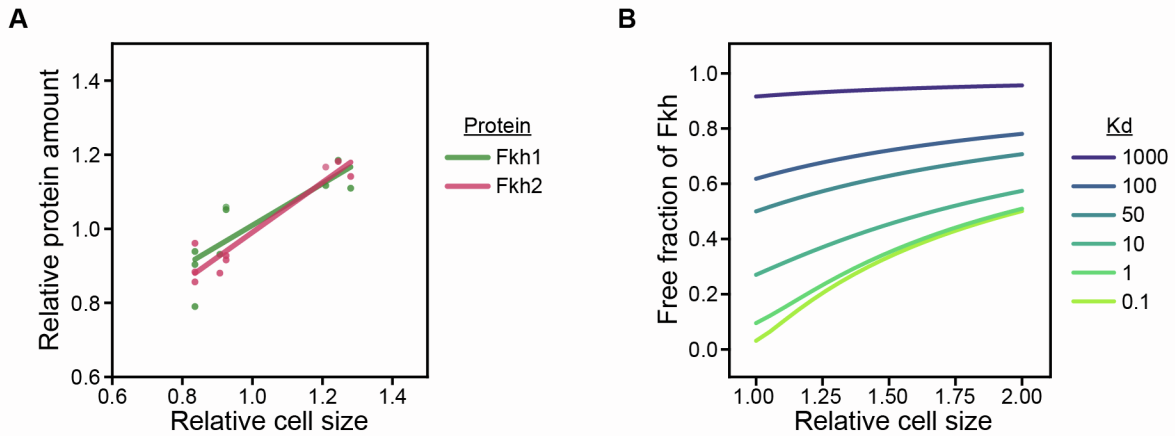 A
Relative protein amount
1.4
1.2
1.0
0.8
0.6
0.6 0.8 1.0 1.2 1.4
Relative cell size
Protein
Fkh1
Fkh2
B
Free fraction of Fkh
1.0
0.8
0.6
0.4
0.2
0.0
1.00 1.25 1.50 1.75 2.00
Relative cell size
Kd
1000
100
50
10
1
0.1